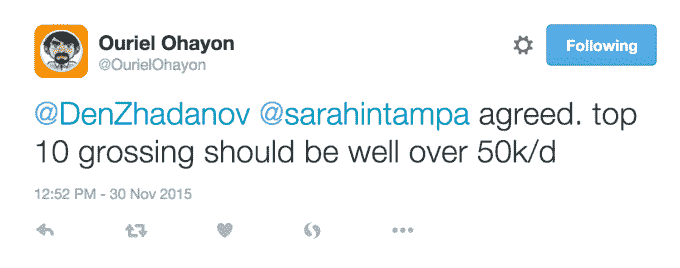 Ouriel Ohayon
@OurielOhayon
Following
@DenZhadanov @sarahintampa agreed. top
10 grossing should be well over 50k/d
12:52 PM - 30 Nov 2015